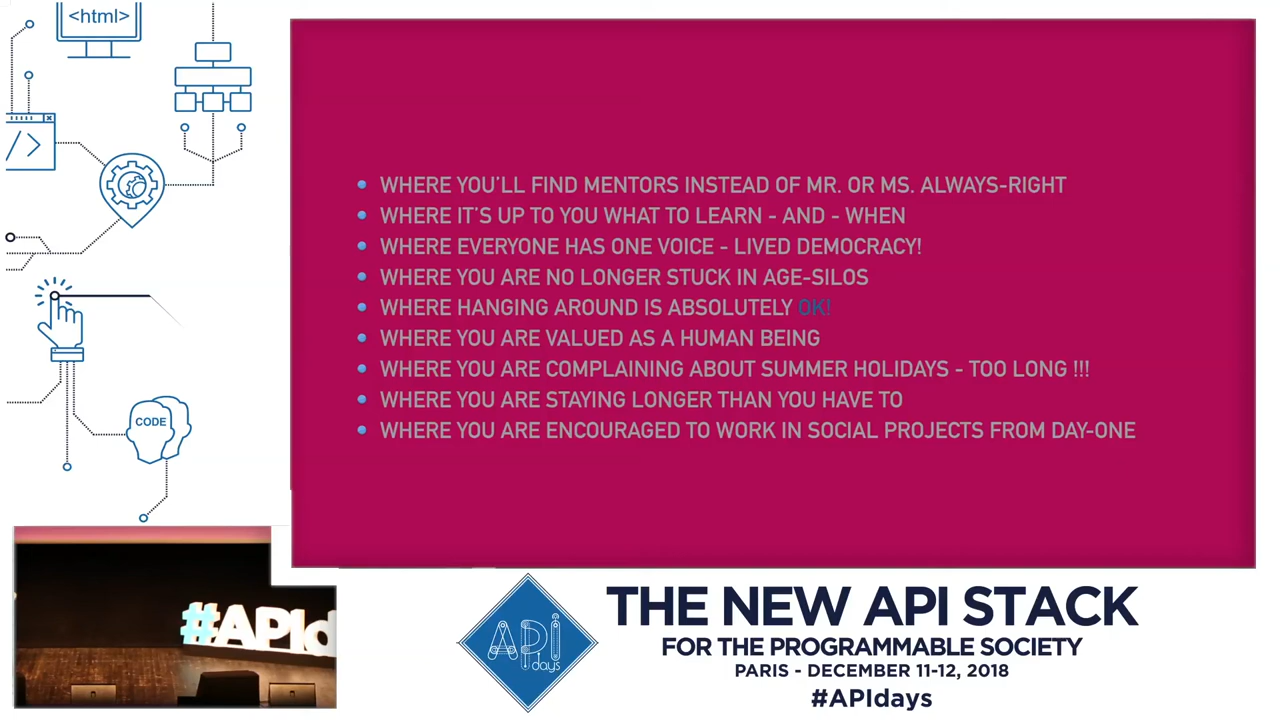 <html>
</>
CODE
WHERE YOU'LL FIND MENTORS INSTEAD OF MR. OR MS. ALWAYS-RIGHT
WHERE IT'S UP TO YOU WHAT TO LEARN - AND - WHEN
WHERE EVERYONE HAS ONE VOICE - LIVED DEMOCRACY!
WHERE YOU ARE NO LONGER STUCK IN AGE-SILOS
WHERE HANGING AROUND IS ABSOLUTELY OK!
WHERE YOU ARE VALUED AS A HUMAN BEING
WHERE YOU ARE COMPLAINING ABOUT SUMMER HOLIDAYS - TOO LONG !!!
WHERE YOU ARE STAYING LONGER THAN YOU HAVE TO
WHERE YOU ARE ENCOURAGED TO WORK IN SOCIAL PROJECTS FROM DAY-ONE
#APId
API
days
THE NEW API STACK
FOR THE PROGRAMMABLE SOCIETY
PARIS - DECEMBER 11-12, 2018
#APIdays